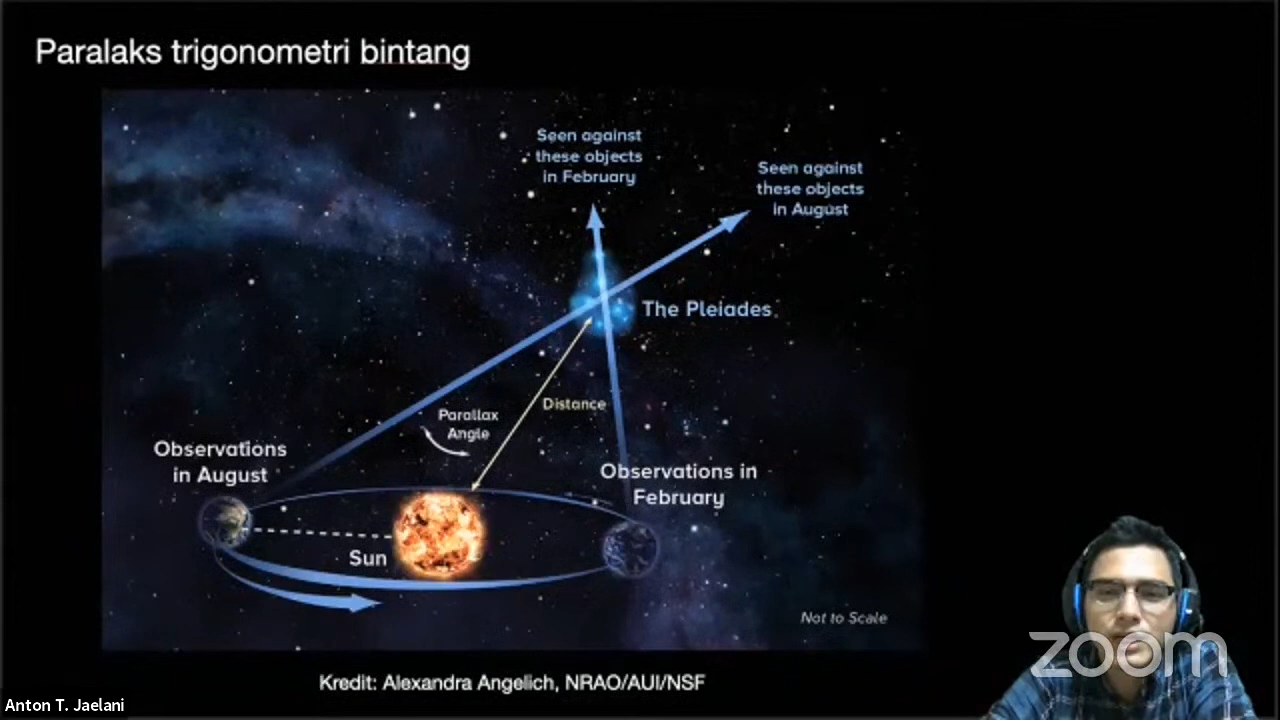 Paralaks trigonometri bintang
Seen against
these objects
in February
Seen against
these objects
in August
The Pleiades
Distance
Parallax
Angle
Observations
in August
Observations in
February
Sun
Not to Scale
Kredit: Alexandra Angelich, NRAO/AUI/NSF
zoom
Anton T. Jaelani